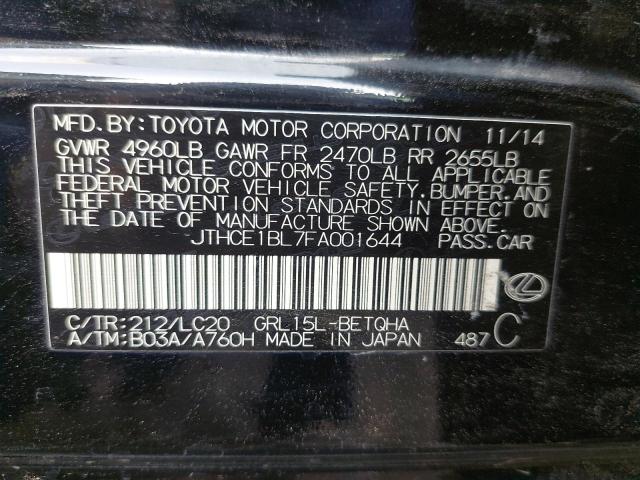 MFD.BY:TOYOTA MOTOR CORPORATION 11/14
GVWR 4960LB GAWR FR 2470LB RR 2655LB
THIS VEHICLE CONFORMS TO ALL APPLICABLE
FEDERAL MOTOR VEHICLE SAFETY,BUMPER,AND
THEFT PREVENTION STANDARDS IN EFFECT ON
THE DATE OF MANUFACTURE SHOWN ABOVE.
JTHCE1BL7FA001644 PASS.CAR
C/TR:212/LC20 GRL15L-BETQHA
A/TM:B03A/A760H MADE IN JAPAN 487 C